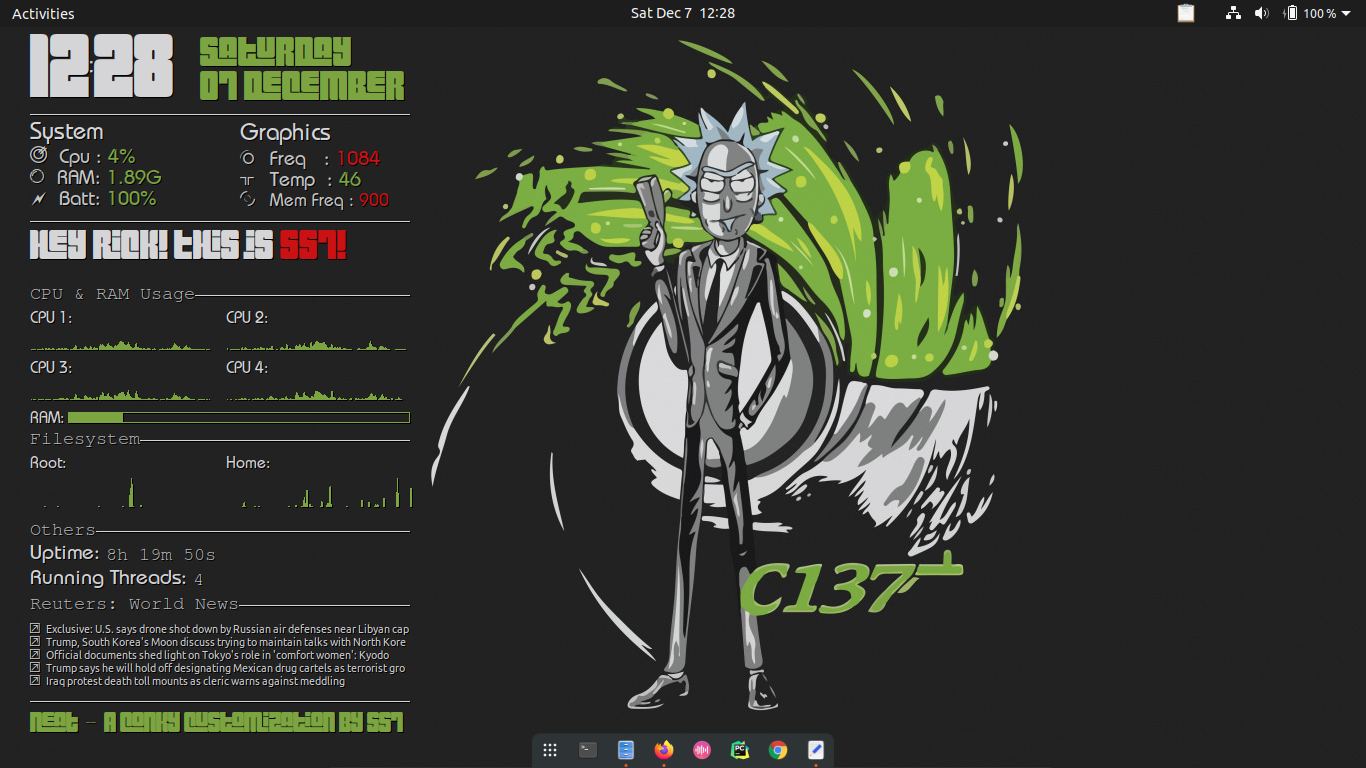 Activities
Sat Dec 7 12:28
100 %
12:28
SATURDAY
07 DECEMBER
System
Graphics
Cpu : 4%
Freq : 1084
RAM: 1.89G
Temp : 46
Batt: 100%
Mem Freq : 900
HEY RICK! THIS IS SS7!
CPU & RAM Usage
CPU 1:
CPU 2:
CPU 3:
CPU 4:
RAM:
Filesystem
Root:
Home:
Others
Uptime: 8h 19m 50s
Running Threads: 4
Reuters: World News
Exclusive: U.S. says drone shot down by Russian air defenses near Libyan cap
Trump, South Korea's Moon discuss trying to maintain talks with North Kore
Official documents shed light on Tokyo's role in 'comfort women': Kyodo
Trump says he will hold off designating Mexican drug cartels as terrorist gro
Iraq protest death toll mounts as cleric warns against meddling
NEAT - A CONKY CUSTOMIZATION BY SS7
C137
PC